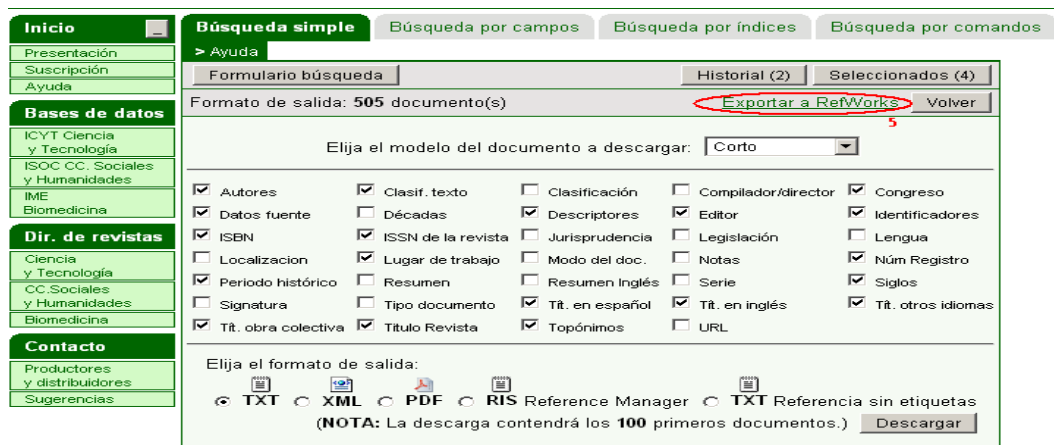 Inicio
Presentación
Suscripción
Ayuda
Bases de datos
ICYT Ciencia
y Tecnología
ISOC CC. Sociales
y Humanidades
IME
Biomedicina
Dir. de revistas
Ciencia
y Tecnología
CC.Sociales
y Humanidades
Biomedicina
Contacto
Productores
y distribuidores
Sugerencias
Búsqueda simple Búsqueda por campos Búsqueda por índices Búsqueda por comandos
> Ayuda
Formulario búsqueda Historial (2) Seleccionados (4)
Formato de salida: 505 documento(s) Exportar a RefWorks Volver
5
Elija el modelo del documento a descargar: Corto
Autores Clasif. texto Clasificación Compilador/director Congreso
Datos fuente Décadas Descriptores Editor Identificadores
ISBN ISSN de la revista Jurisprudencia Legislación Lengua
Localizacion Lugar de trabajo Modo del doc. Notas Núm Registro
Periodo histórico Resumen Resumen Inglés Serie Siglos
Signatura Tipo documento Tít. en español Tít. en inglés Tít. otros idiomas
Tít. obra colectiva Titulo Revista Topónimos URL
Elija el formato de salida:
TXT XML PDF RIS Reference Manager TXT Referencia sin etiquetas
(NOTA: La descarga contendrá los 100 primeros documentos.) Descargar